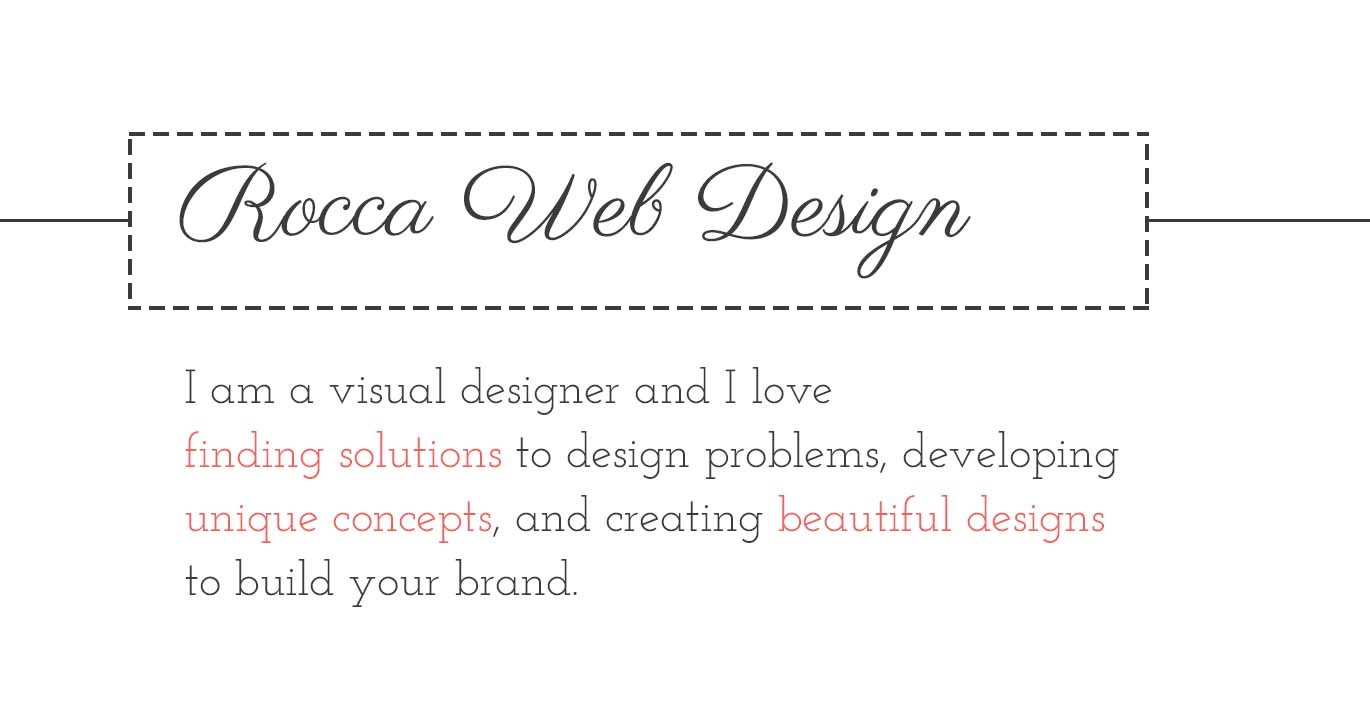 Rocca Web Design
I am a visual designer and I love
finding solutions to design problems, developing
unique concepts, and creating beautiful designs
to build your brand.